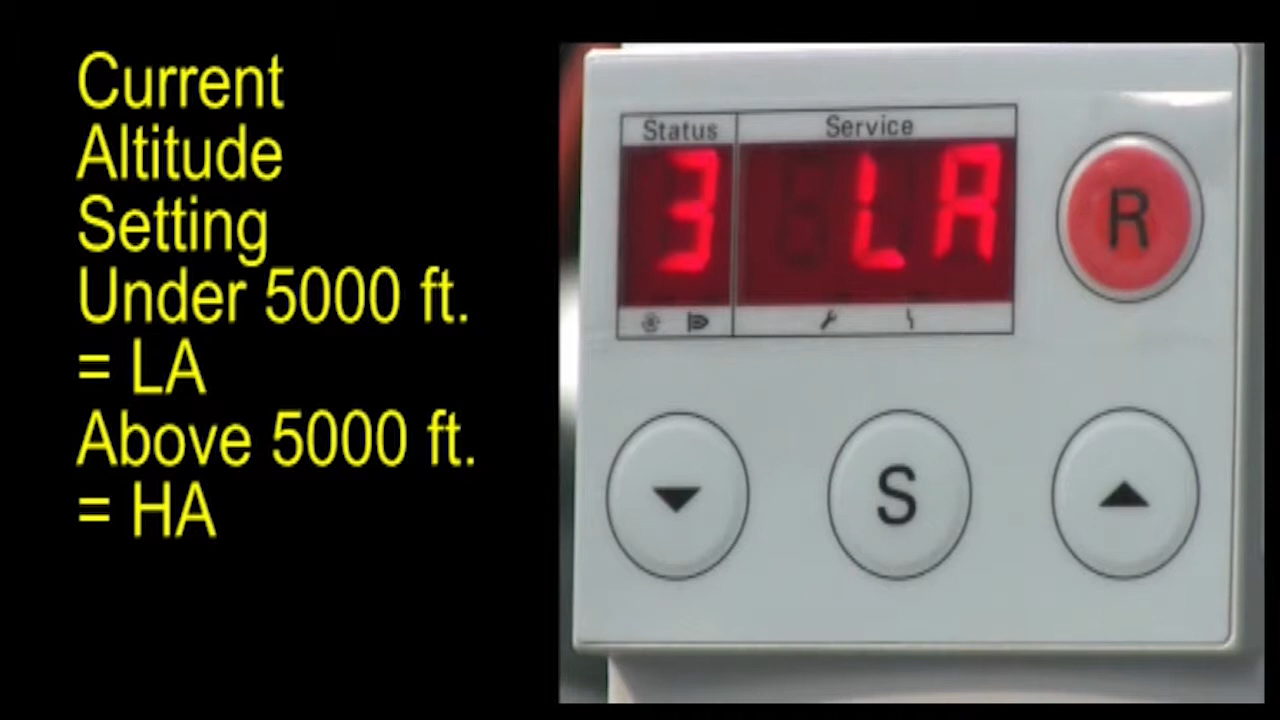 Current
Altitude
Setting
Under 5000 ft.
= LA
Above 5000 ft.
= HA
Status Service
3 LA
R
S